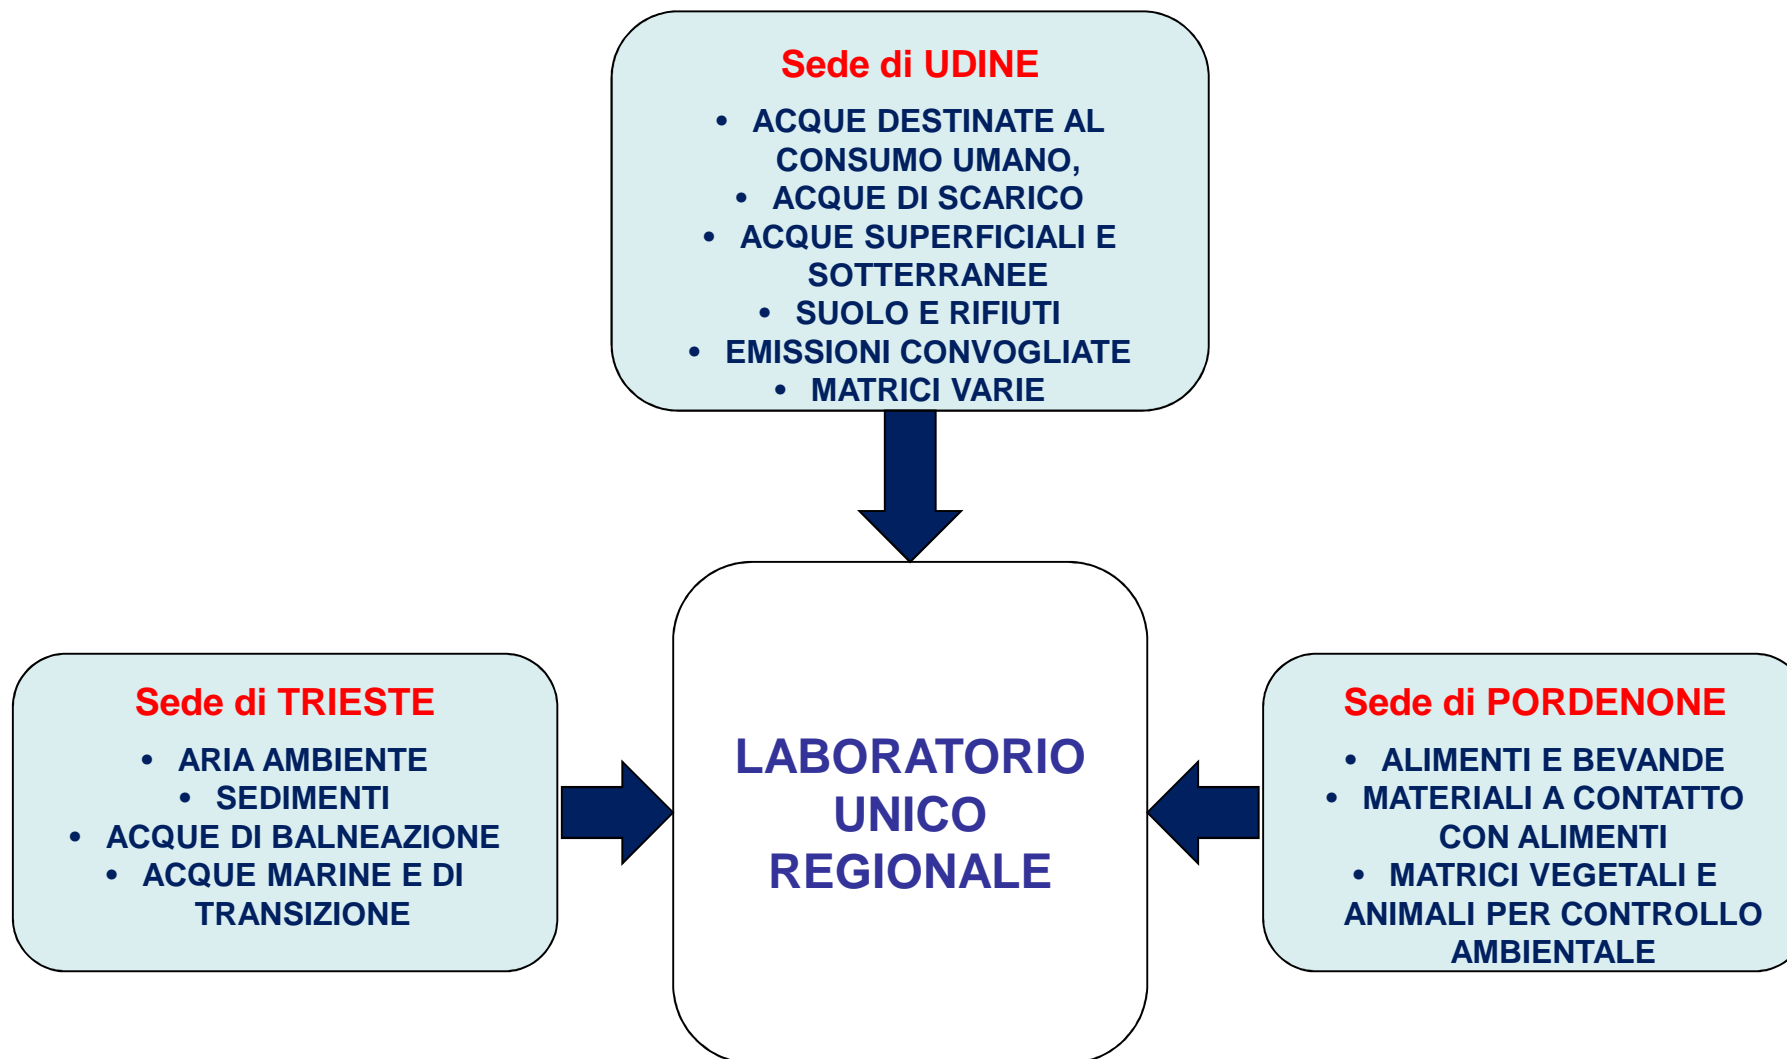 Sede di UDINE
• ACQUE DESTINATE AL
CONSUMO UMANO,
• ACQUE DI SCARICO
• ACQUE SUPERFICIALI E
SOTTERRANEE
• SUOLO E RIFIUTI
• EMISSIONI CONVOGLIATE
• MATRICI VARIE
Sede di TRIESTE
• ARIA AMBIENTE
• SEDIMENTI
• ACQUE DI BALNEAZIONE
• ACQUE MARINE E DI
TRANSIZIONE
LABORATORIO
UNICO
REGIONALE
Sede di PORDENONE
• ALIMENTI E BEVANDE
• MATERIALI A CONTATTO
CON ALIMENTI
• MATRICI VEGETALI E
ANIMALI PER CONTROLLO
AMBIENTALE